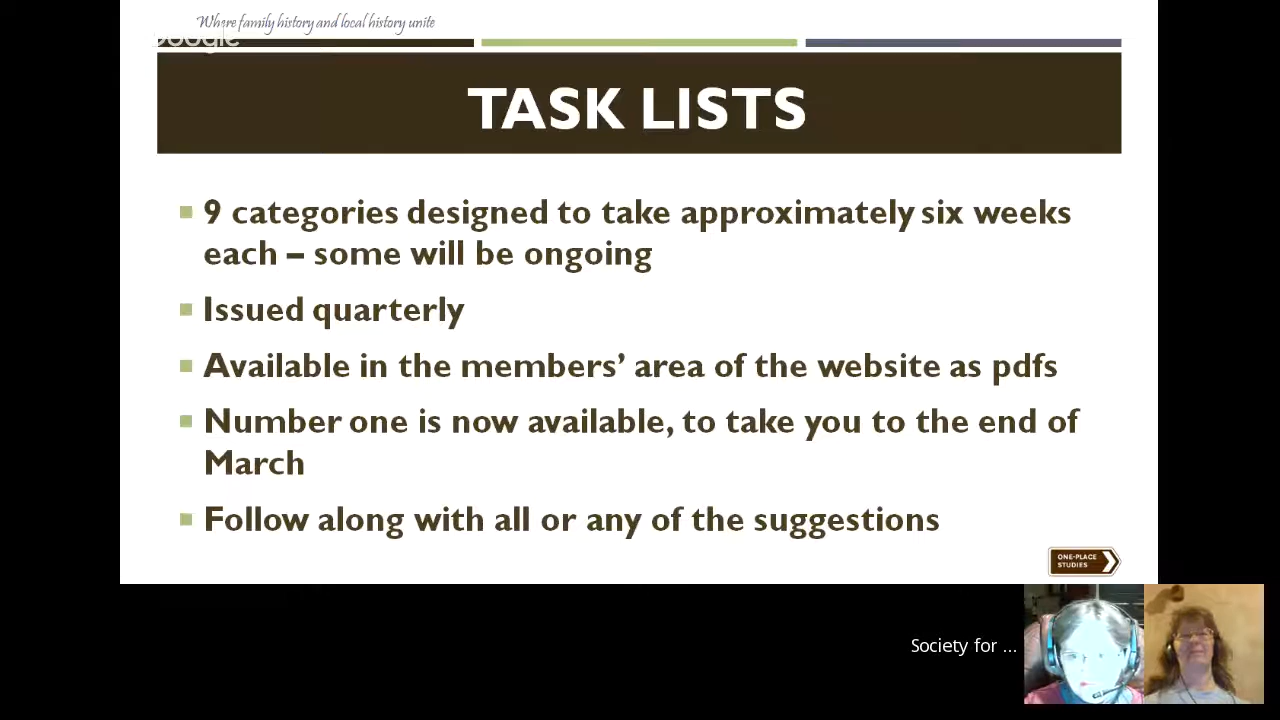 Where family history and local history unite
Google
TASK LISTS
9 categories designed to take approximately six weeks
each – some will be ongoing
Issued quarterly
Available in the members’ area of the website as pdfs
Number one is now available, to take you to the end of
March
Follow along with all or any of the suggestions
ONE-PLACE
STUDIES
Society for ...